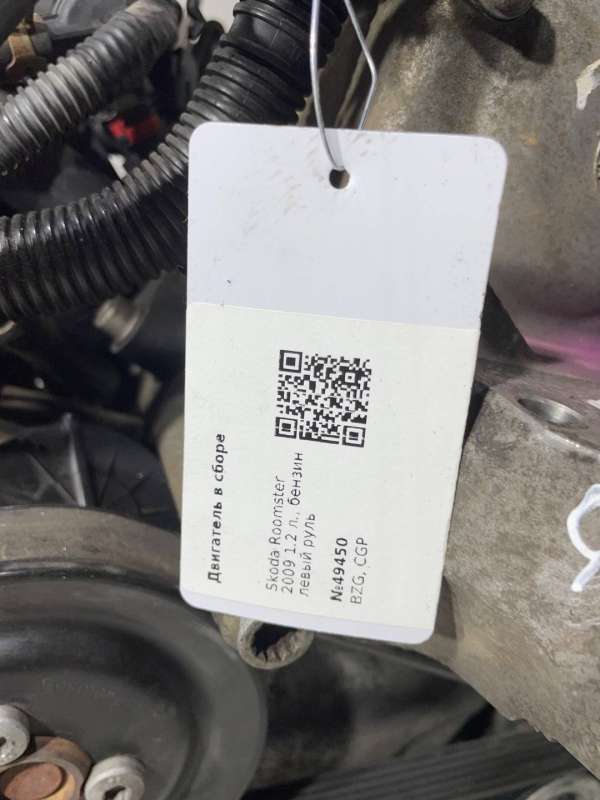 Двигатель в сборе
Skoda Roomster
2009 1.2 л., бензин
левый руль
№49450
BZG, CGP